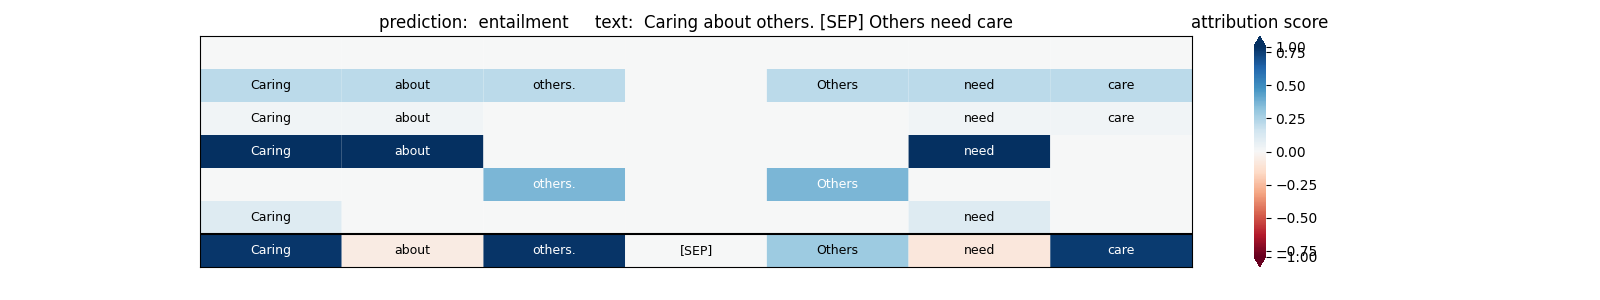 prediction:  entailment     text:  Caring about others. [SEP] Others need care
attribution score
Caring about others. Others need care
Caring about need care
Caring about need
others. Others
Caring need
Caring about others. [SEP] Others need care
1.00
0.75
0.50
0.25
0.00
−0.25
−0.50
−0.75
−1.00